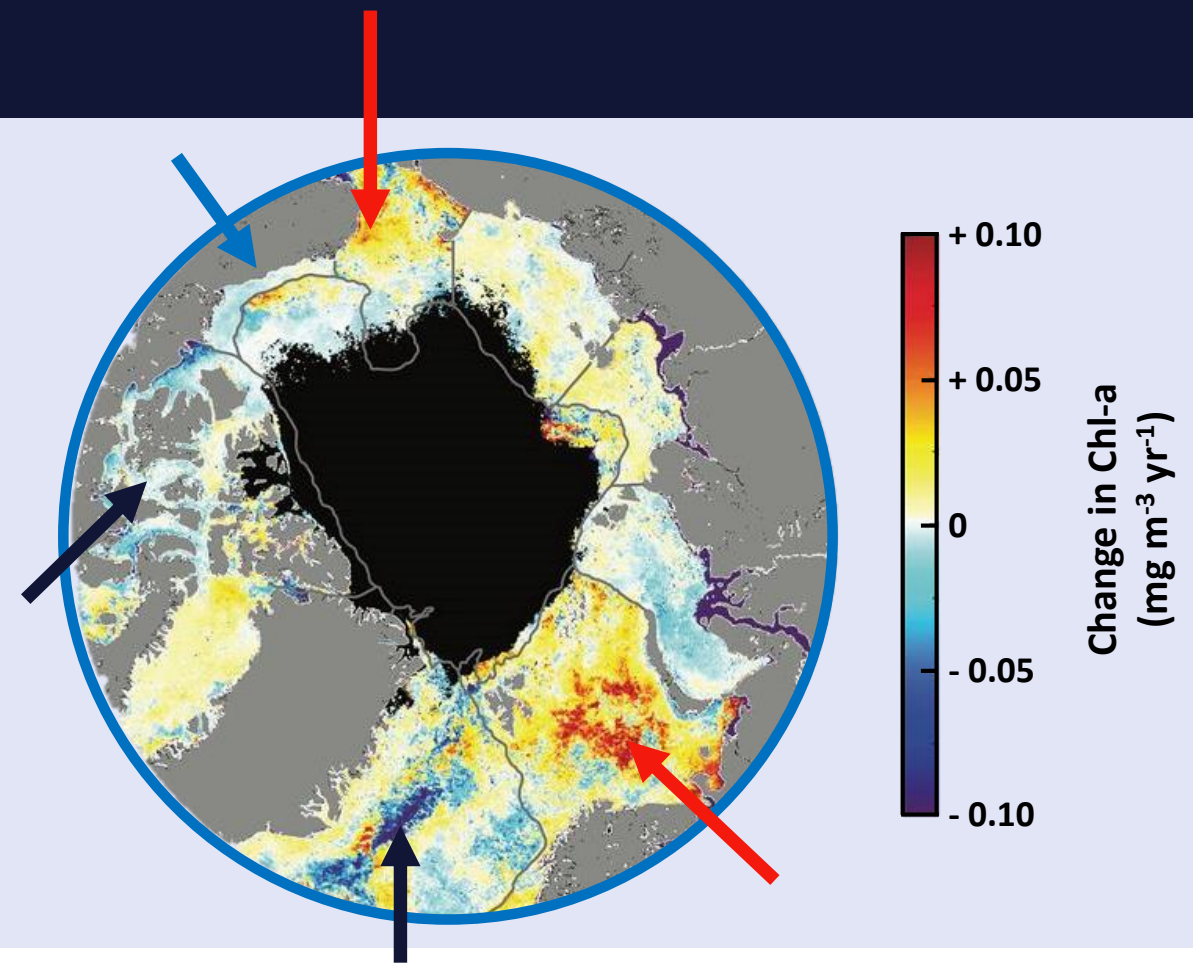 + 0.10
+ 0.05
0
- 0.05
- 0.10
Change in Chl-a
(mg m⁻³ yr⁻¹)